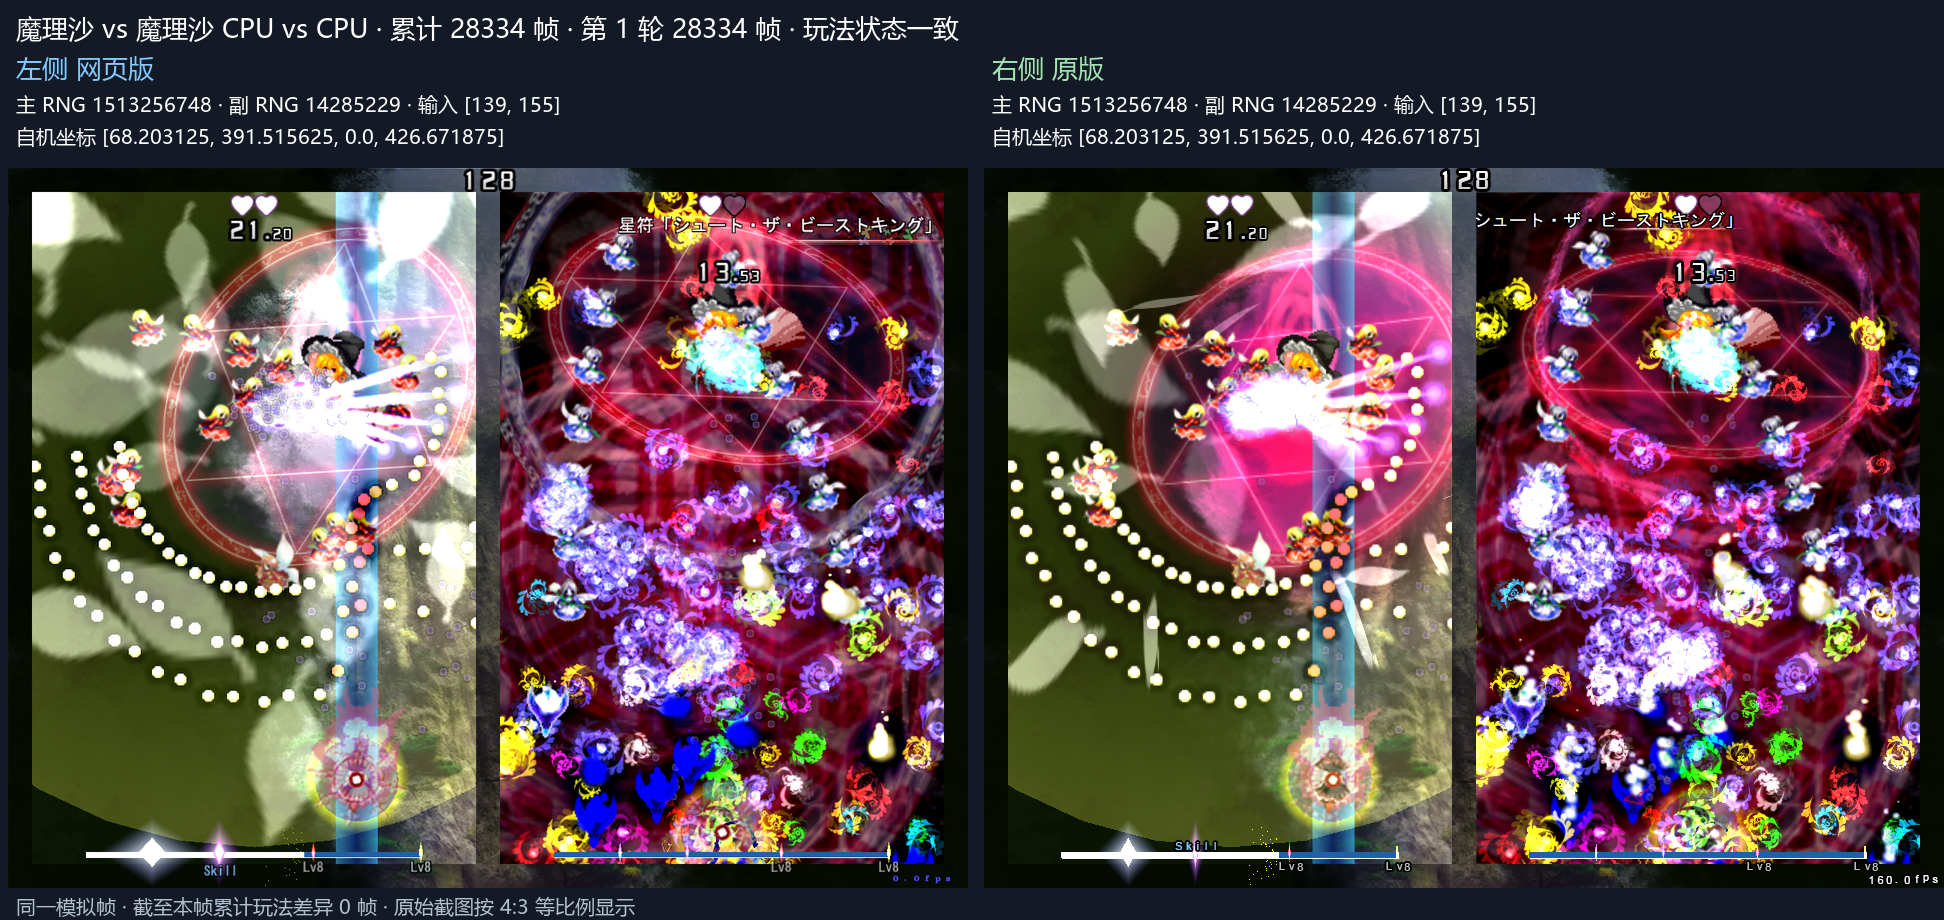 魔理沙 vs 魔理沙 CPU vs CPU · 累计 28334 帧 · 第 1 轮 28334 帧 · 玩法状态一致
左侧 网页版
主 RNG 1513256748 · 副 RNG 14285229 · 输入 [139, 155]
自机坐标 [68.203125, 391.515625, 0.0, 426.671875]
右侧 原版
主 RNG 1513256748 · 副 RNG 14285229 · 输入 [139, 155]
自机坐标 [68.203125, 391.515625, 0.0, 426.671875]
128
21.20
星符「シュート・ザ・ビーストキング」
13.53
Skill
Lv8
Lv8
Lv8
0.0fps
128
21.20
シュート・ザ・ビーストキング」
13.53
Skill
Lv8
Lv8
Lv8
Lv8
160.0fps
同一模拟帧 · 截至本帧累计玩法差异 0 帧 · 原始截图按 4:3 等比例显示